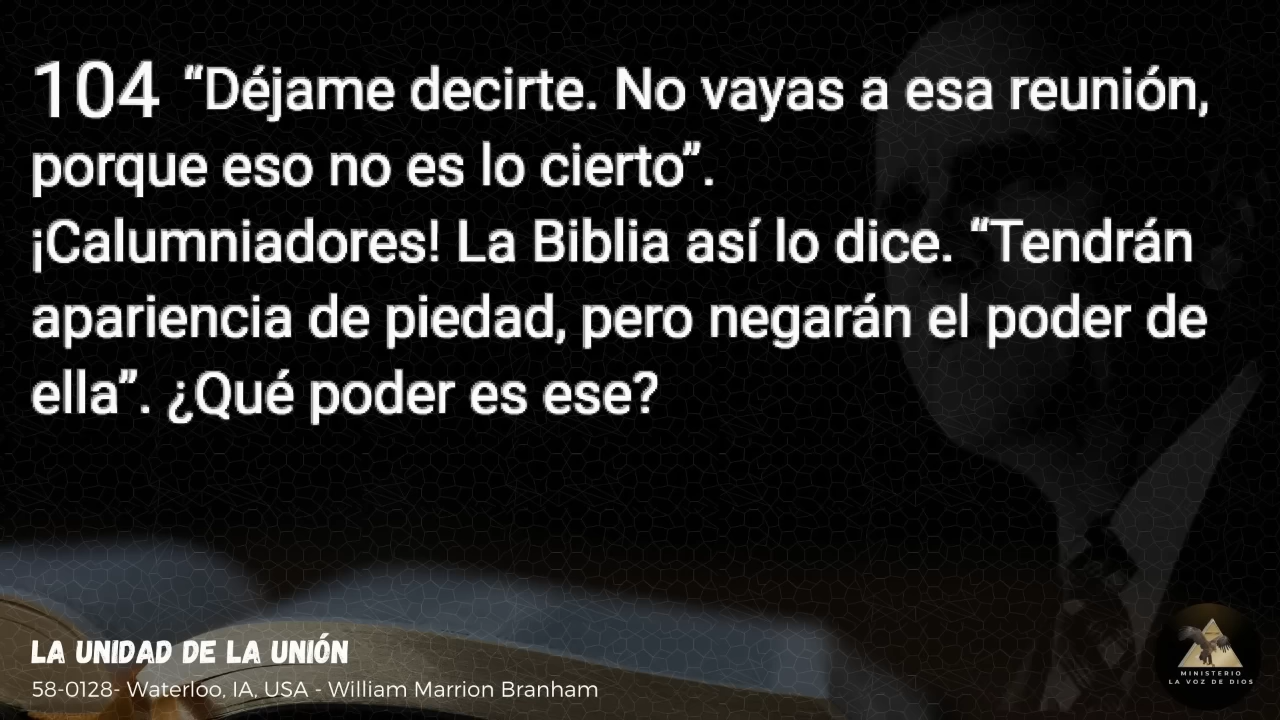 104 “Déjame decirte. No vayas a esa reunión,
porque eso no es lo cierto”.
¡Calumniadores! La Biblia así lo dice. “Tendrán
apariencia de piedad, pero negarán el poder de
ella”. ¿Qué poder es ese?
LA UNIDAD DE LA UNIÓN
58-0128- Waterloo, IA, USA - William Marrion Branham
MINISTERIO
LA VOZ DE DIOS